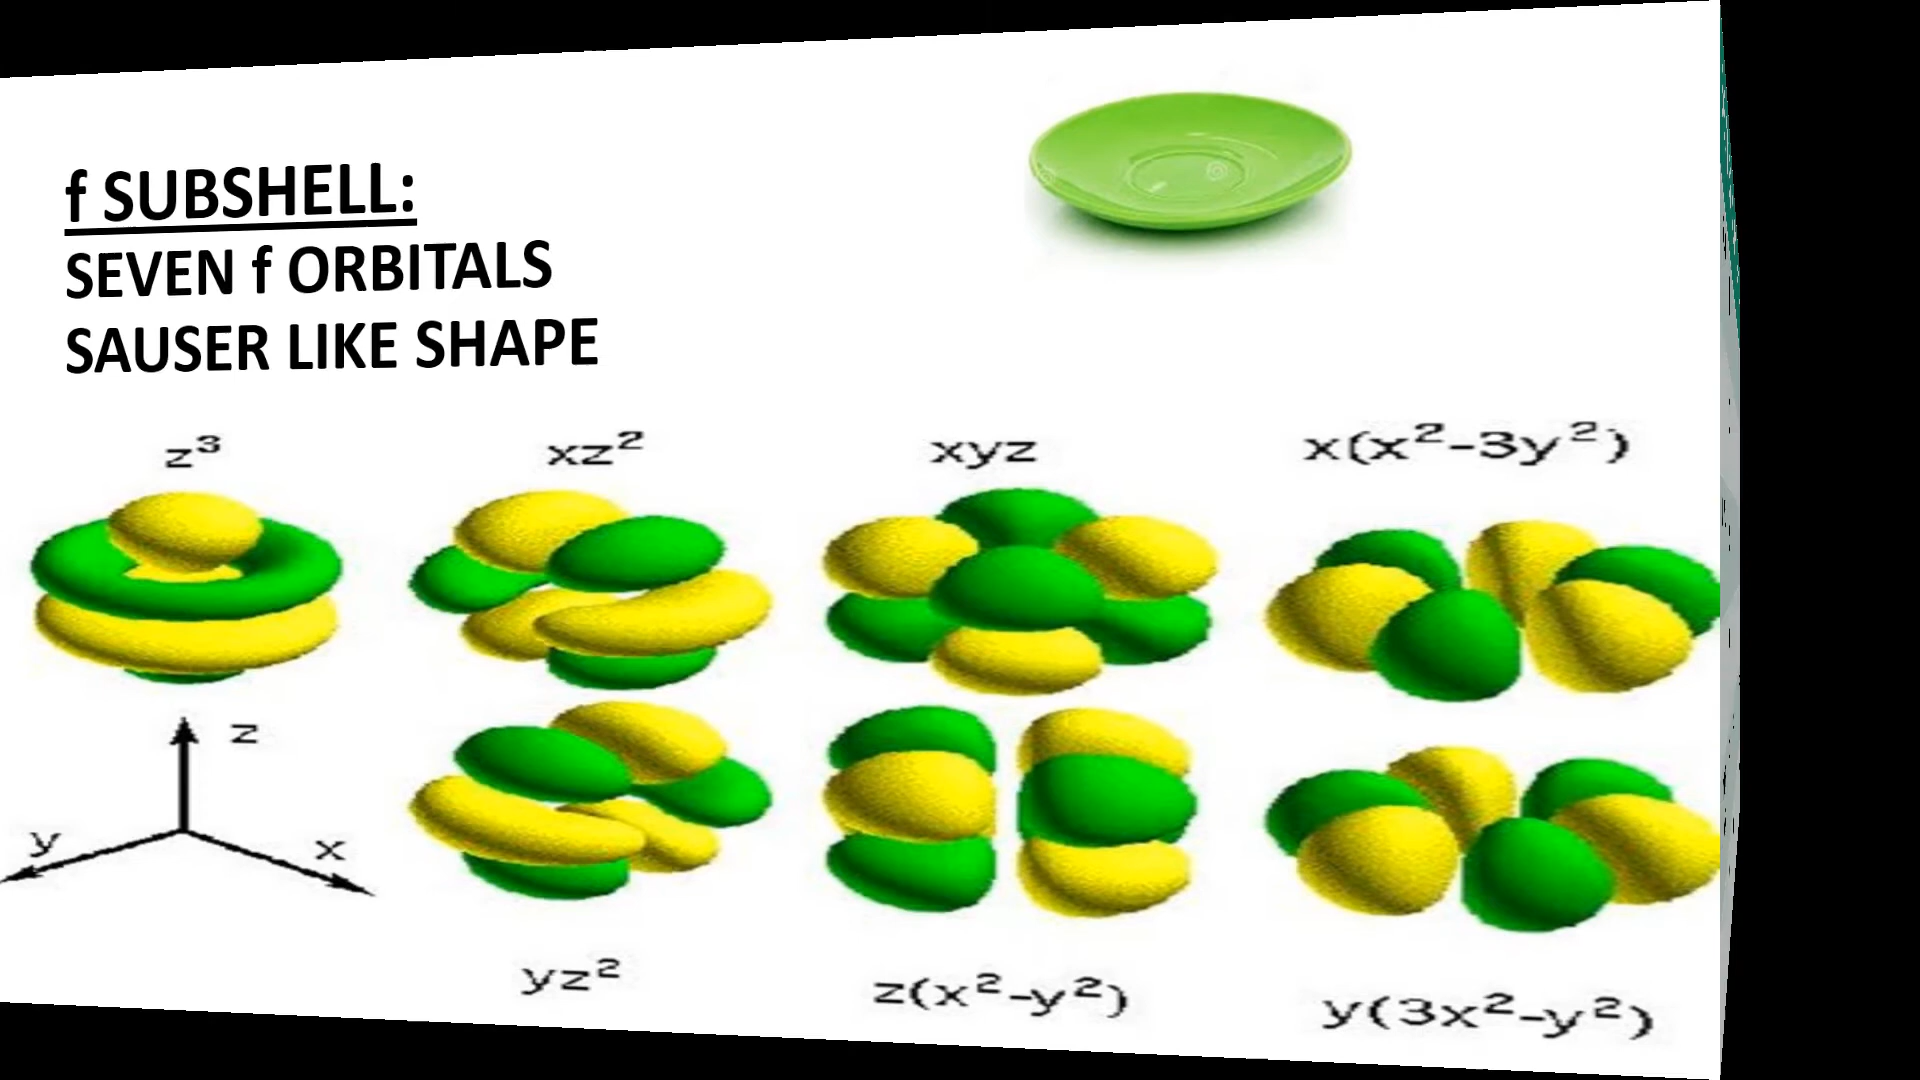 f SUBSHELL:
SEVEN f ORBITALS
SAUSER LIKE SHAPE
z³
xz²
xyz
x(x²-3y²)
z
y
x
yz²
z(x²-y²)
y(3x²-y²)